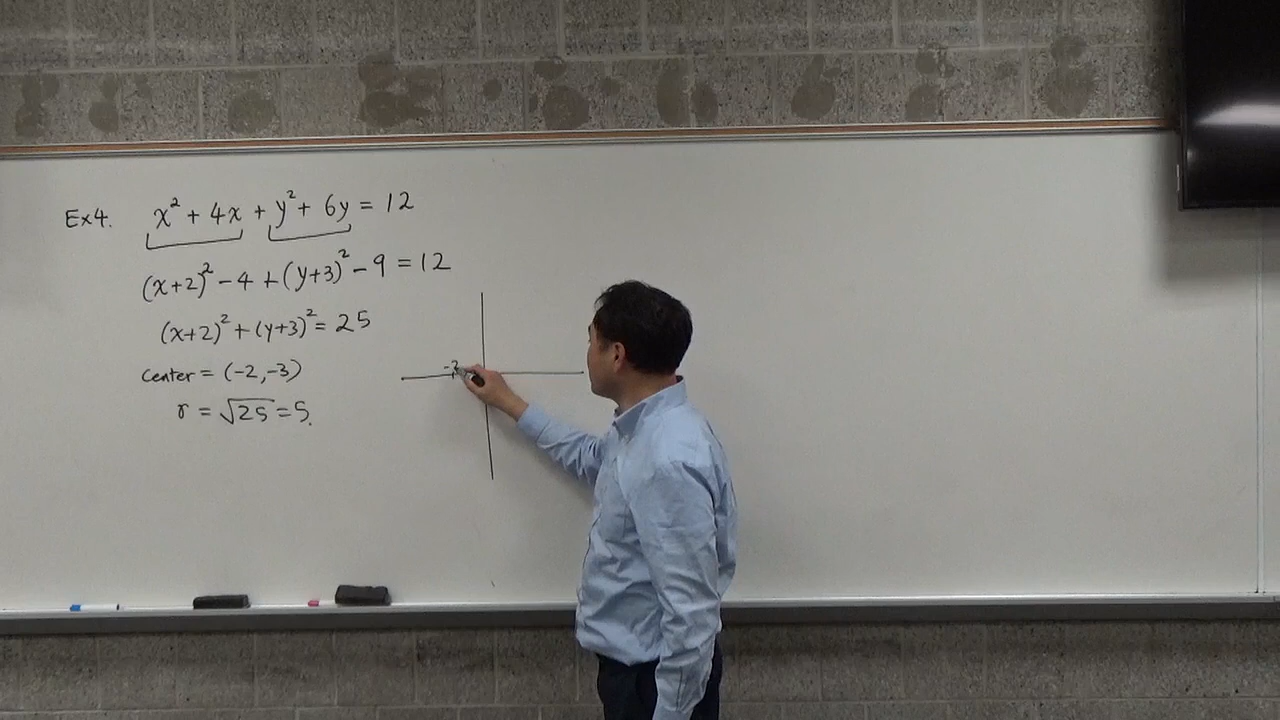 Ex4. x² + 4x + y² + 6y = 12
(x+2)² - 4 + (y+3)² - 9 = 12
(x+2)² + (y+3)² = 25
center = (-2, -3)
r = √25 = 5.
-2